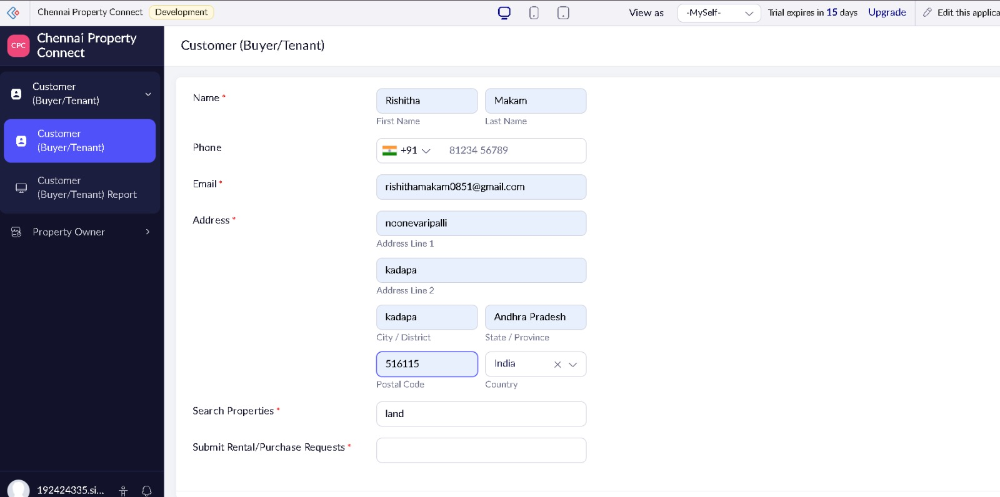 Chennai Property Connect Development View as -MySelf- Trial expires in 15 days Upgrade Edit this applica
CPC Chennai Property
Connect
Customer
(Buyer/Tenant)
Customer
(Buyer/Tenant)
Customer
(Buyer/Tenant) Report
Property Owner
192424335.si...
Customer (Buyer/Tenant)
Name * Rishitha Makam
First Name Last Name
Phone +91 81234 56789
Email * rishithamakam0851@gmail.com
Address * noonevaripalli
Address Line 1
kadapa
Address Line 2
kadapa Andhra Pradesh
City / District State / Province
516115 India
Postal Code Country
Search Properties * land
Submit Rental/Purchase Requests *